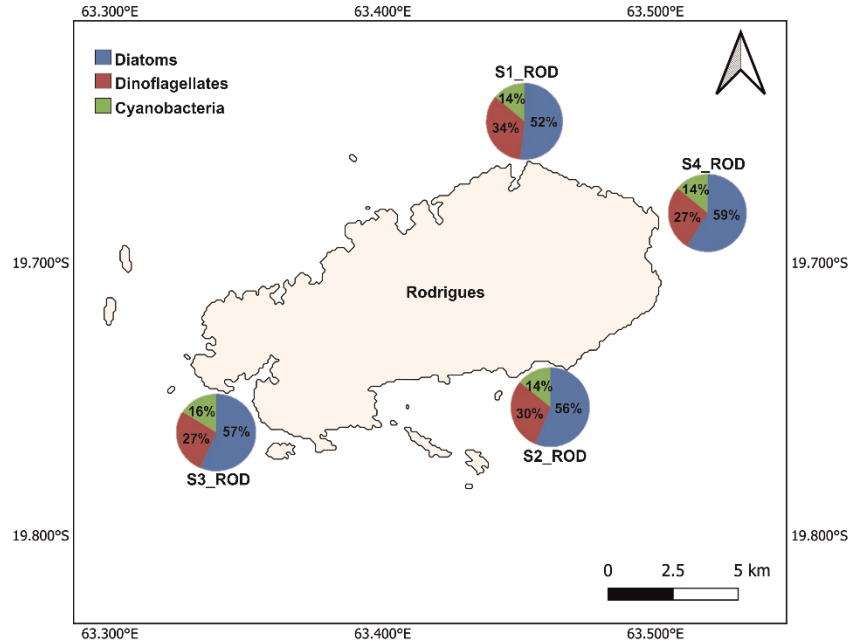 63.300°E 63.400°E 63.500°E
Diatoms
Dinoflagellates
Cyanobacteria
S1_ROD
14%
34% 52%
S4_ROD
14%
27% 59%
19.700°S 19.700°S
Rodrigues
14%
30% 56%
S2_ROD
16%
27% 57%
S3_ROD
19.800°S 19.800°S
0 2.5 5 km
63.300°E 63.400°E 63.500°E